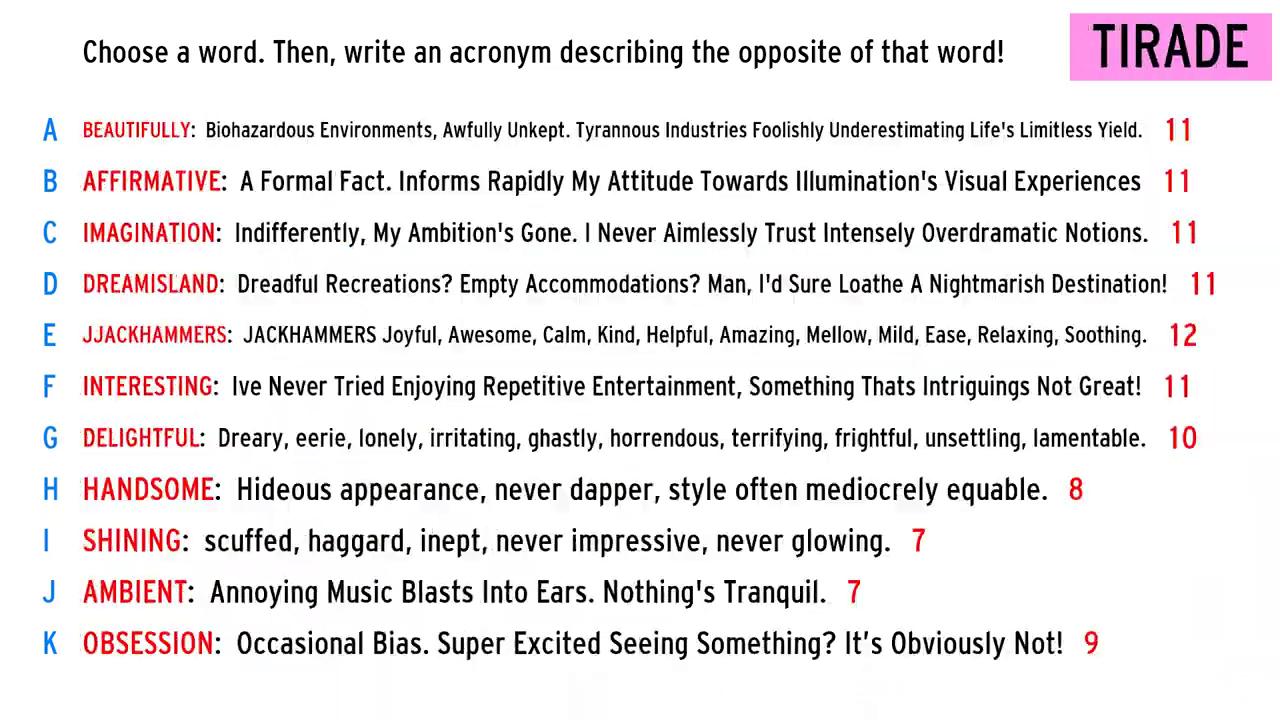 Choose a word. Then, write an acronym describing the opposite of that word!
TIRADE
A BEAUTIFULLY: Biohazardous Environments, Awfully Unkept. Tyrannous Industries Foolishly Underestimating Life's Limitless Yield. 11
B AFFIRMATIVE: A Formal Fact. Informs Rapidly My Attitude Towards Illumination's Visual Experiences 11
C IMAGINATION: Indifferently, My Ambition's Gone. I Never Aimlessly Trust Intensely Overdramatic Notions. 11
D DREAMISLAND: Dreadful Recreations? Empty Accommodations? Man, I'd Sure Loathe A Nightmarish Destination! 11
E JJACKHAMMERS: JACKHAMMERS Joyful, Awesome, Calm, Kind, Helpful, Amazing, Mellow, Mild, Ease, Relaxing, Soothing. 12
F INTERESTING: Ive Never Tried Enjoying Repetitive Entertainment, Something Thats Intriguings Not Great! 11
G DELIGHTFUL: Dreary, eerie, lonely, irritating, ghastly, horrendous, terrifying, frightful, unsettling, lamentable. 10
H HANDSOME: Hideous appearance, never dapper, style often mediocrely equable. 8
I SHINING: scuffed, haggard, inept, never impressive, never glowing. 7
J AMBIENT: Annoying Music Blasts Into Ears. Nothing's Tranquil. 7
K OBSESSION: Occasional Bias. Super Excited Seeing Something? It’s Obviously Not! 9